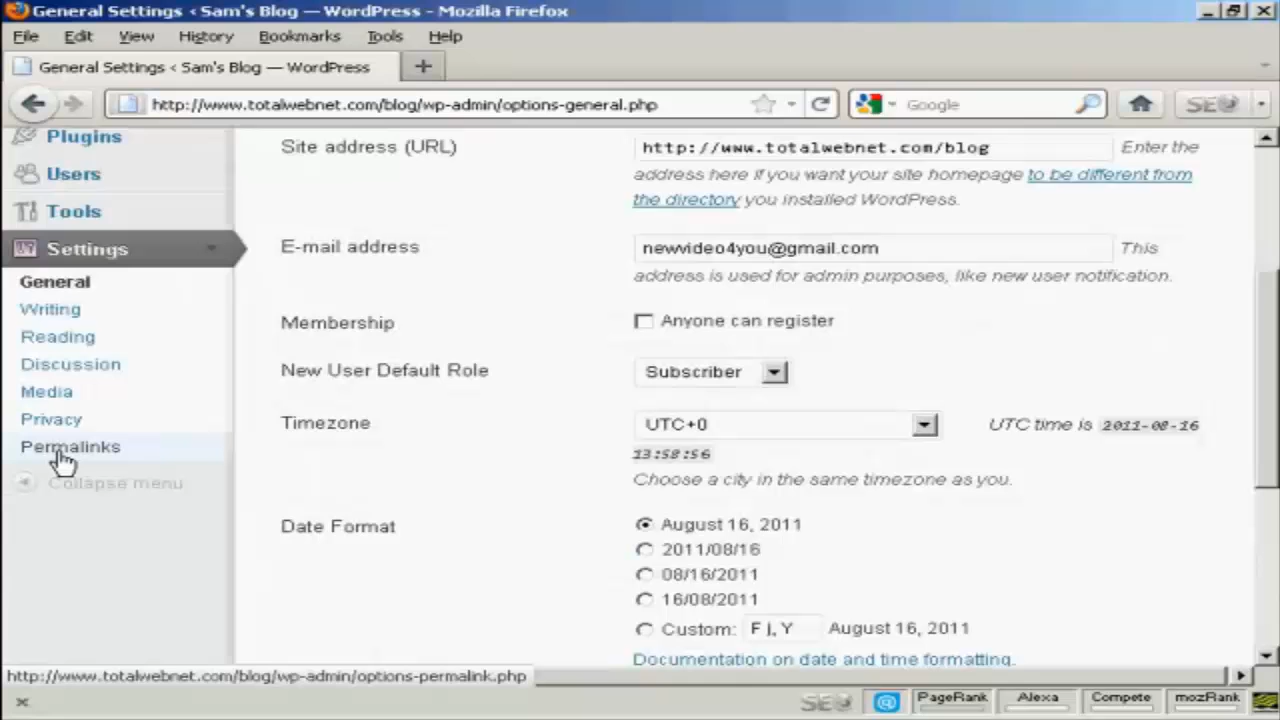 General Settings ‹ Sam's Blog — WordPress - Mozilla Firefox
File Edit View History Bookmarks Tools Help
General Settings ‹ Sam's Blog — WordPress
http://www.totalwebnet.com/blog/wp-admin/options-general.php
Google
Plugins
Users
Tools
Settings
General
Writing
Reading
Discussion
Media
Privacy
Permalinks
Collapse menu
Site address (URL) http://www.totalwebnet.com/blog Enter the
address here if you want your site homepage to be different from
the directory you installed WordPress.
E-mail address newvideo4you@gmail.com This
address is used for admin purposes, like new user notification.
Membership Anyone can register
New User Default Role Subscriber
Timezone UTC+0 UTC time is 2011-08-16
13:58:56
Choose a city in the same timezone as you.
Date Format August 16, 2011
2011/08/16
08/16/2011
16/08/2011
Custom: F j, Y August 16, 2011
Documentation on date and time formatting.
http://www.totalwebnet.com/blog/wp-admin/options-permalink.php
PageRank Alexa Compete mozRank